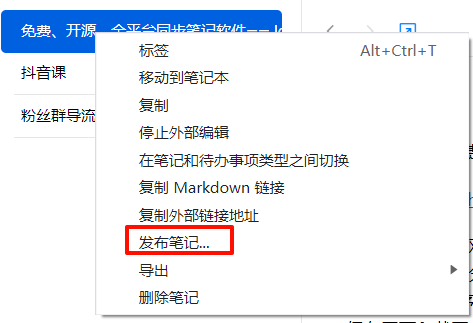 免费、开源、全平台同步笔记软件——
抖音课
粉丝群导流
标签 Alt+Ctrl+T
移动到笔记本
复制
停止外部编辑
在笔记和待办事项类型之间切换
复制 Markdown 链接
复制外部链接地址
发布笔记...
导出
删除笔记